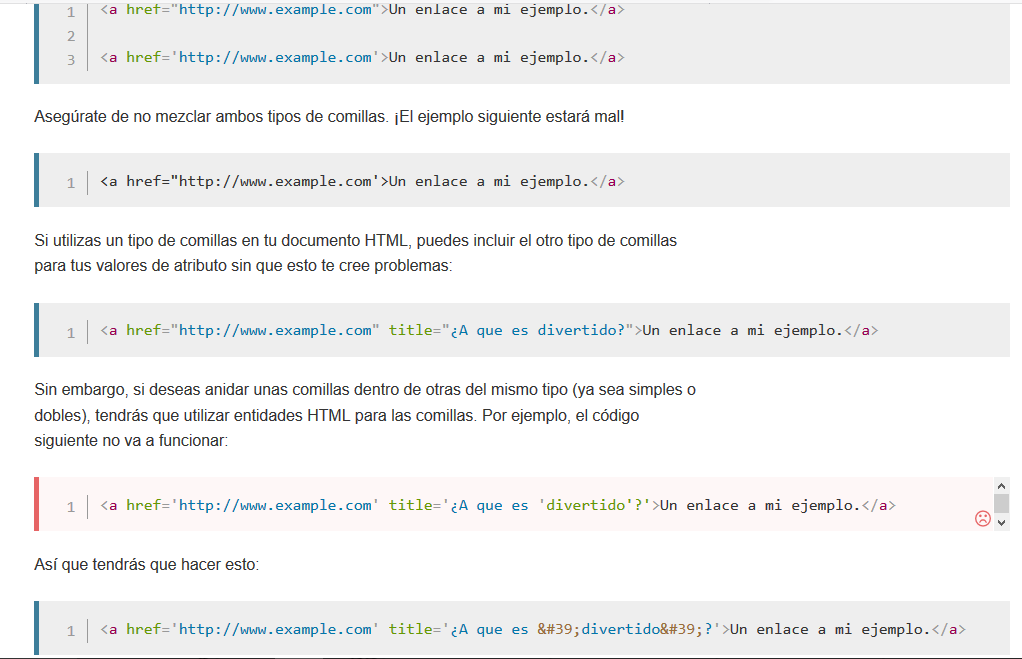 1 <a href="http://www.example.com">Un enlace a mi ejemplo.</a>
2
3 <a href='http://www.example.com'>Un enlace a mi ejemplo.</a>
Asegúrate de no mezclar ambos tipos de comillas. ¡El ejemplo siguiente estará mal!
1 <a href="http://www.example.com'>Un enlace a mi ejemplo.</a>
Si utilizas un tipo de comillas en tu documento HTML, puedes incluir el otro tipo de comillas
para tus valores de atributo sin que esto te cree problemas:
1 <a href="http://www.example.com" title="¿A que es divertido?">Un enlace a mi ejemplo.</a>
Sin embargo, si deseas anidar unas comillas dentro de otras del mismo tipo (ya sea simples o
dobles), tendrás que utilizar entidades HTML para las comillas. Por ejemplo, el código
siguiente no va a funcionar:
1 <a href='http://www.example.com' title='¿A que es 'divertido'?'>Un enlace a mi ejemplo.</a>
Así que tendrás que hacer esto:
1 <a href='http://www.example.com' title='¿A que es &#39;divertido&#39;?'>Un enlace a mi ejemplo.</a>